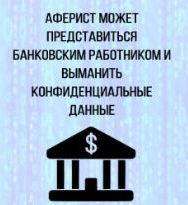 АФЕРИСТ МОЖЕТ
ПРЕДСТАВИТЬСЯ
БАНКОВСКИМ РАБОТНИКОМ И
ВЫМАНИТЬ
КОНФИДЕНЦИАЛЬНЫЕ
ДАННЫЕ
$